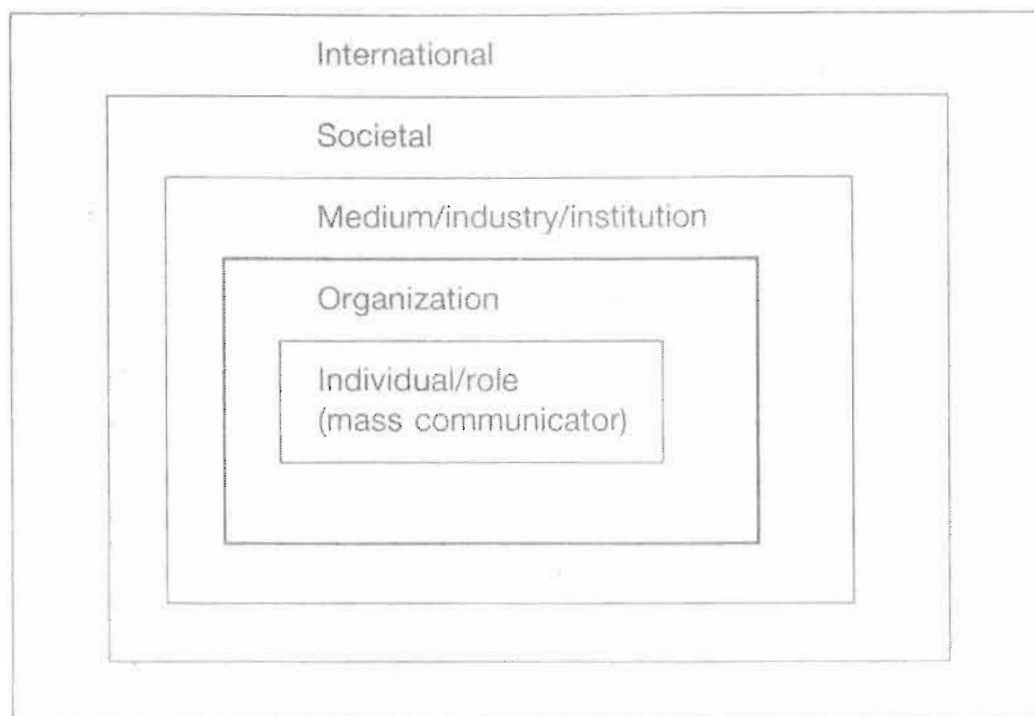 International
Societal
Medium/industry/institution
Organization
Individual/role
(mass communicator)